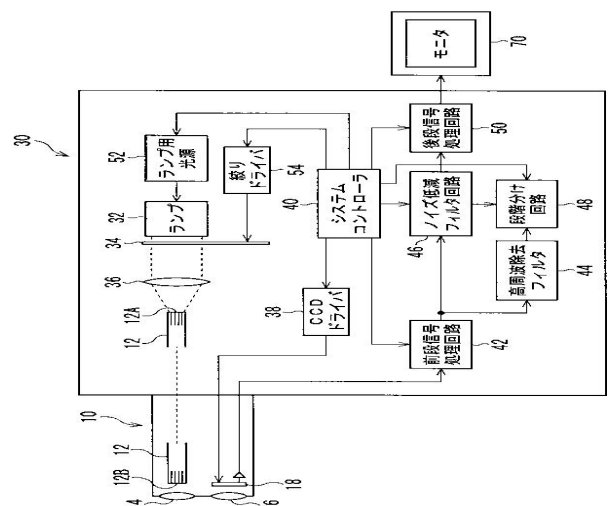 30
52
ランプ用
光源
32
ランプ
34
36
12A
12
10
12
12B
4
6
18
絞り
ドライバ
54
40
システム
コントローラ
38
CCD
ドライバ
42
前段信号
処理回路
46
ノイズ低減
フィルタ回路
44
高周波除去
フィルタ
48
段階分け
回路
50
後段信号
処理回路
70
モニタ